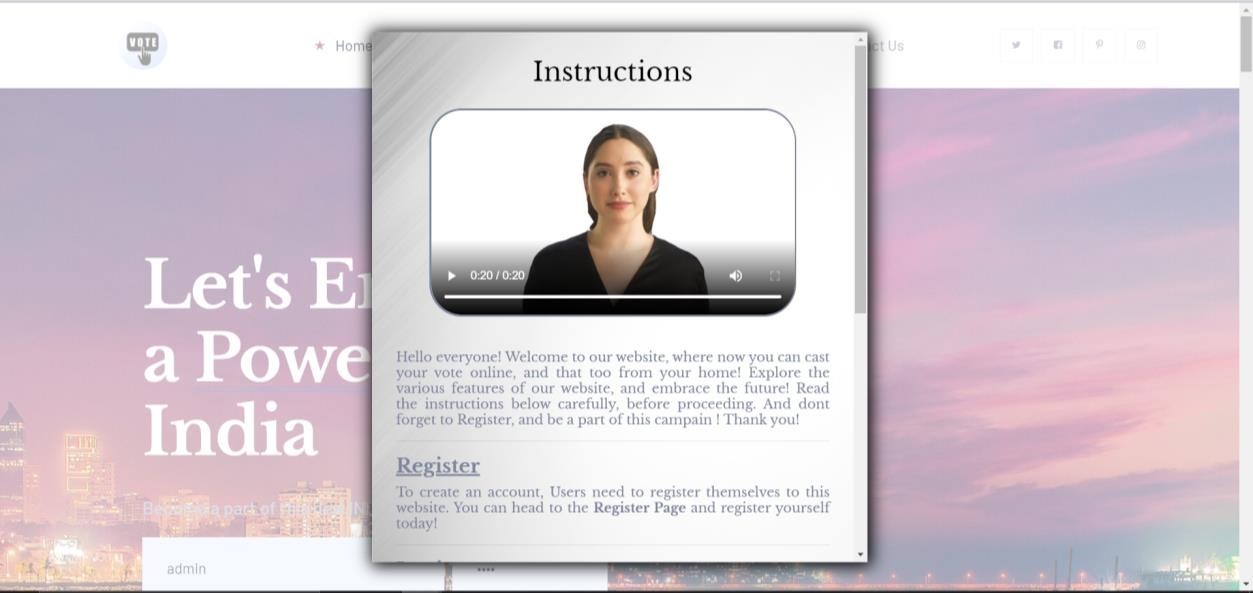 VOTE
Home
ct Us
Instructions
0:20 / 0:20
Hello everyone! Welcome to our website, where now you can cast
your vote online, and that too from your home! Explore the
various features of our website, and embrace the future! Read
the instructions below carefully, before proceeding. And dont
forget to Register, and be a part of this campain ! Thank you!
Register
To create an account, Users need to register themselves to this
website. You can head to the Register Page and register yourself
today!
Let's E
a Powe
India
Become a part of this new IN
admin
••••